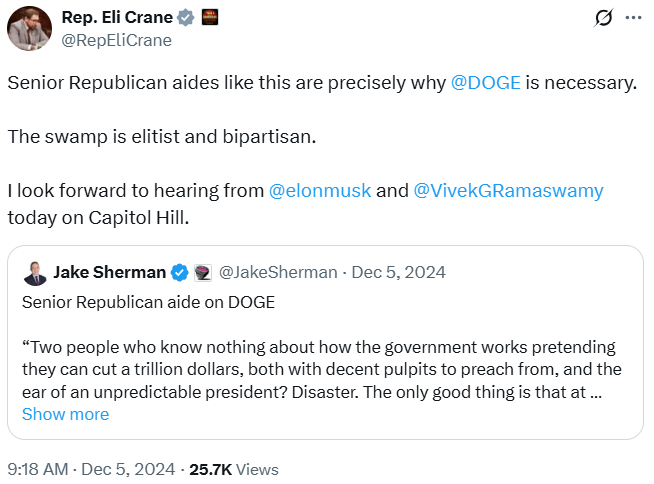 Rep. Eli Crane
@RepEliCrane
Senior Republican aides like this are precisely why @DOGE is necessary.
The swamp is elitist and bipartisan.
I look forward to hearing from @elonmusk and @VivekGRamaswamy
today on Capitol Hill.
Jake Sherman @JakeSherman · Dec 5, 2024
Senior Republican aide on DOGE
“Two people who know nothing about how the government works pretending
they can cut a trillion dollars, both with decent pulpits to preach from, and the
ear of an unpredictable president? Disaster. The only good thing is that at ...
Show more
9:18 AM · Dec 5, 2024 · 25.7K Views